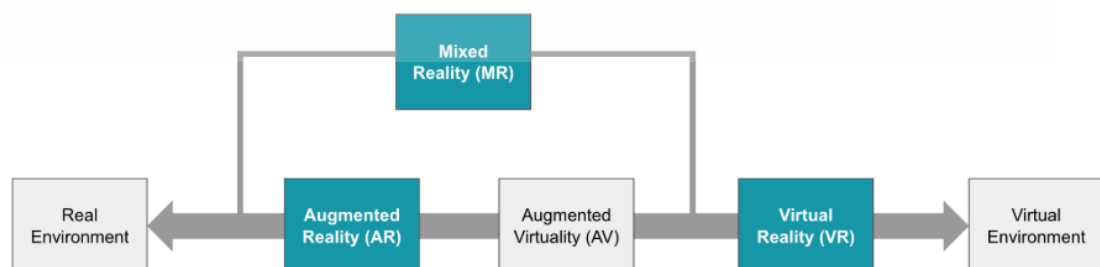 Mixed
Reality (MR)
Real
Environment
Augmented
Reality (AR)
Augmented
Virtuality (AV)
Virtual
Reality (VR)
Virtual
Environment